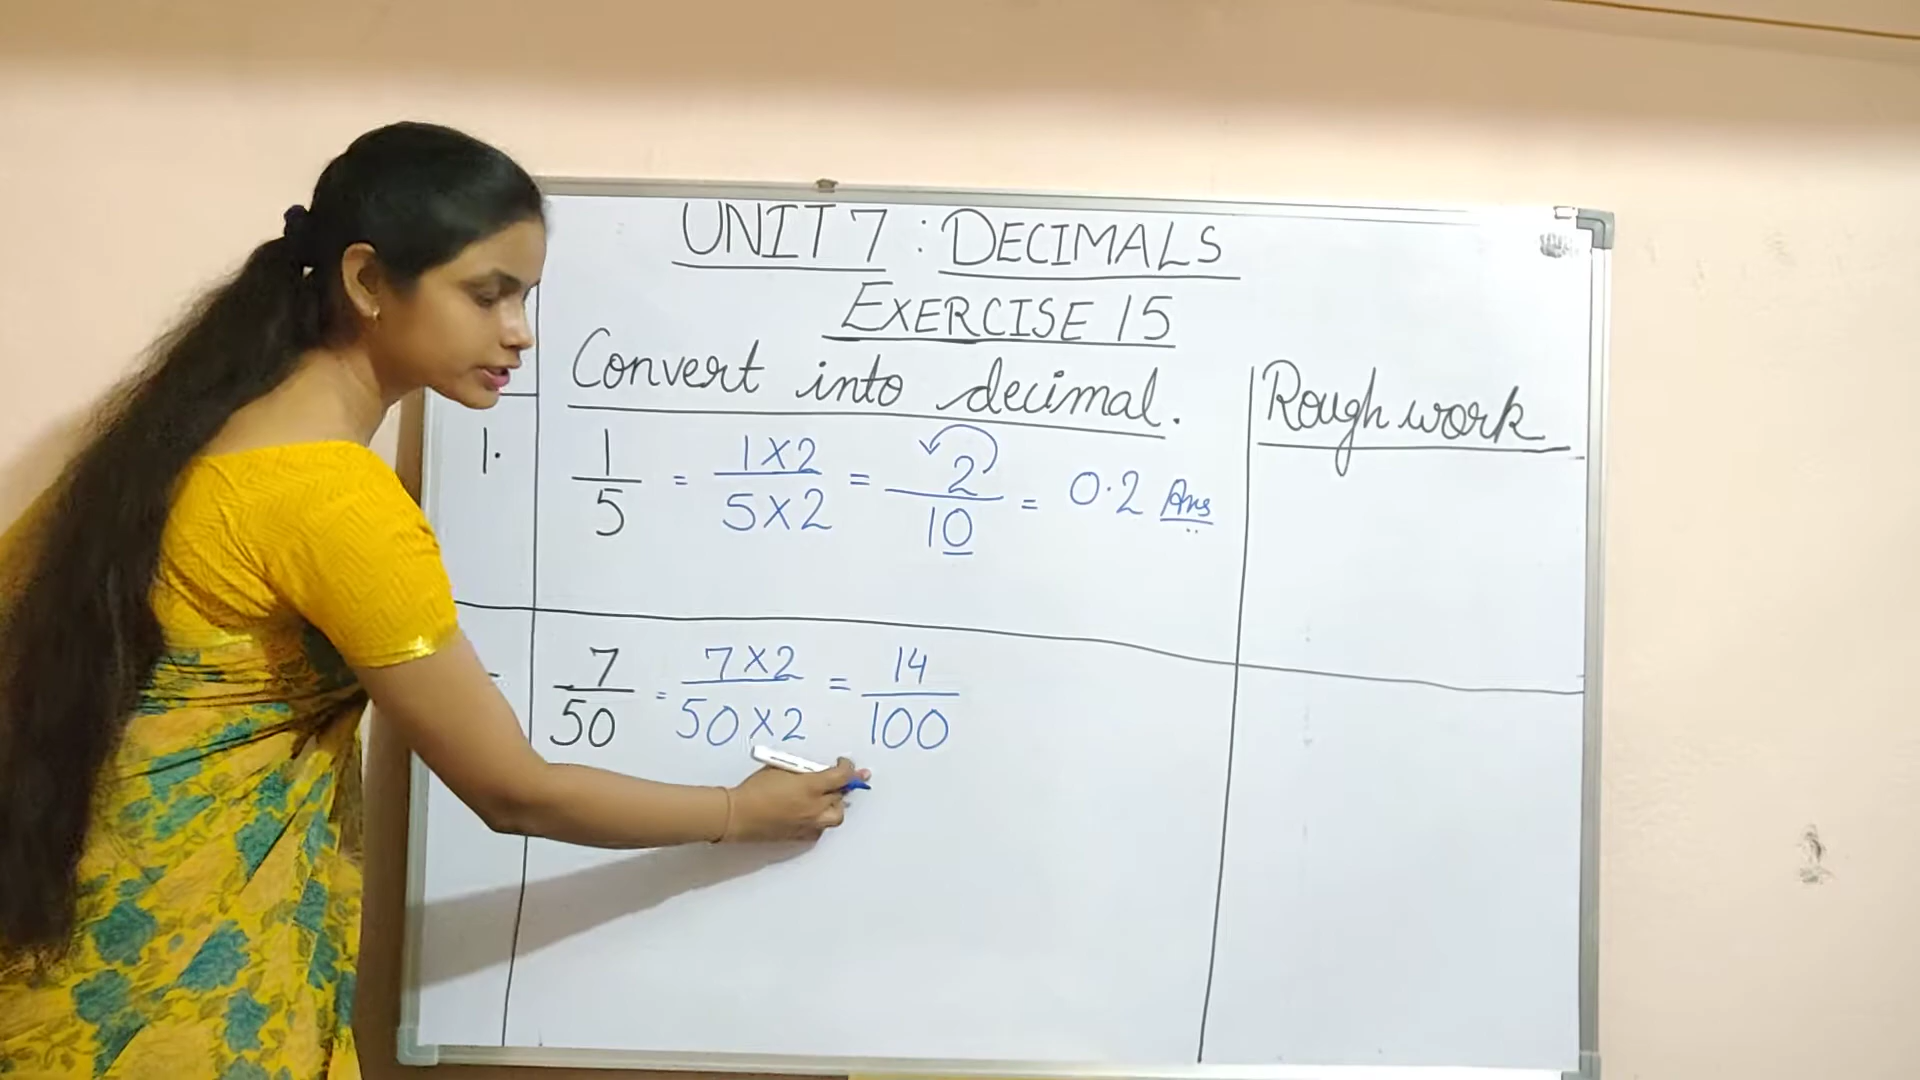 UNIT 7 : DECIMALS
EXERCISE 15
Convert into decimal.
Rough work
1. 1/5 = 1×2/5×2 = 2/10 = 0.2 Ans
7/50 = 7×2/50×2 = 14/100